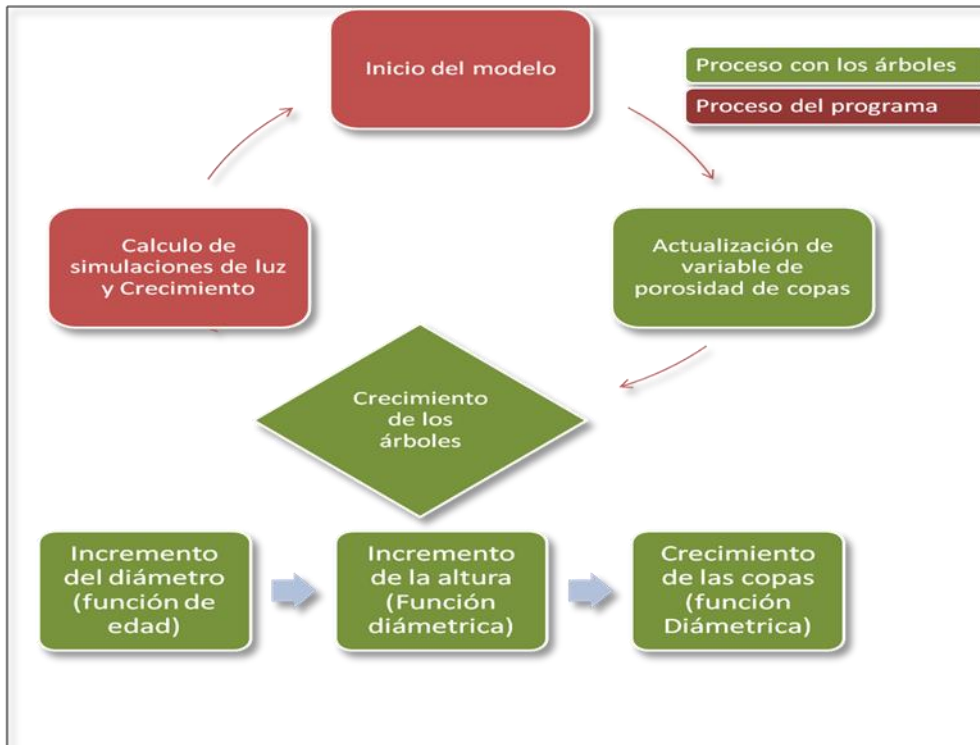 Inicio del modelo
Proceso con los árboles
Proceso del programa
Calculo de
simulaciones de luz
y Crecimiento
Actualización de
variable de
porosidad de copas
Crecimiento
de los
árboles
Incremento
del diámetro
(función de
edad)
Incremento
de la altura
(Función
diámetrica)
Crecimiento
de las copas
(función
Diámetrica)